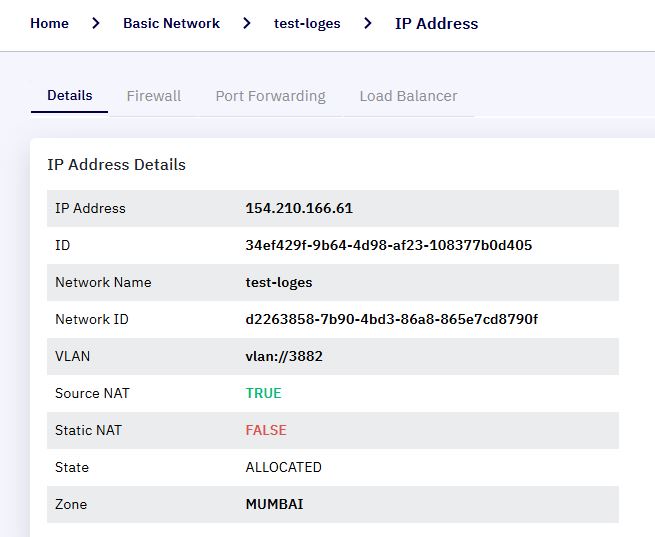 Home > Basic Network > test-loges > IP Address
Details Firewall Port Forwarding Load Balancer
IP Address Details
IP Address 154.210.166.61
ID 34ef429f-9b64-4d98-af23-108377b0d405
Network Name test-loges
Network ID d2263858-7b90-4bd3-86a8-865e7cd8790f
VLAN vlan://3882
Source NAT TRUE
Static NAT FALSE
State ALLOCATED
Zone MUMBAI